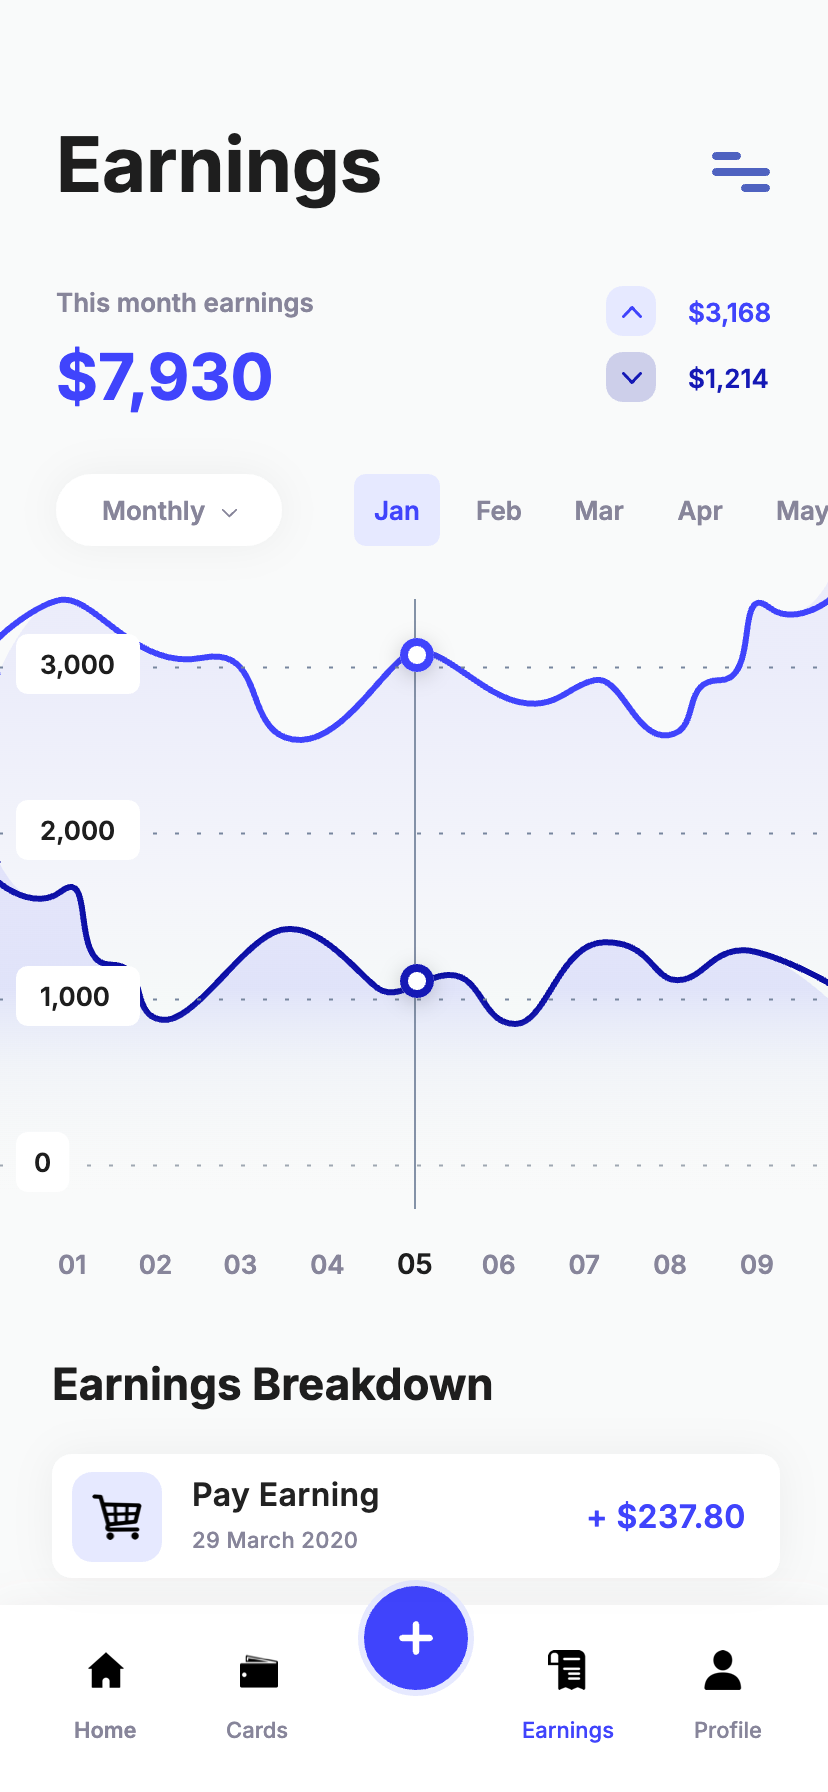 Earnings
This month earnings
$7,930
$3,168
$1,214
Monthly
Jan Feb Mar Apr May
3,000
2,000
1,000
0
01 02 03 04 05 06 07 08 09
Earnings Breakdown
Pay Earning
29 March 2020
+ $237.80
Home Cards Earnings Profile